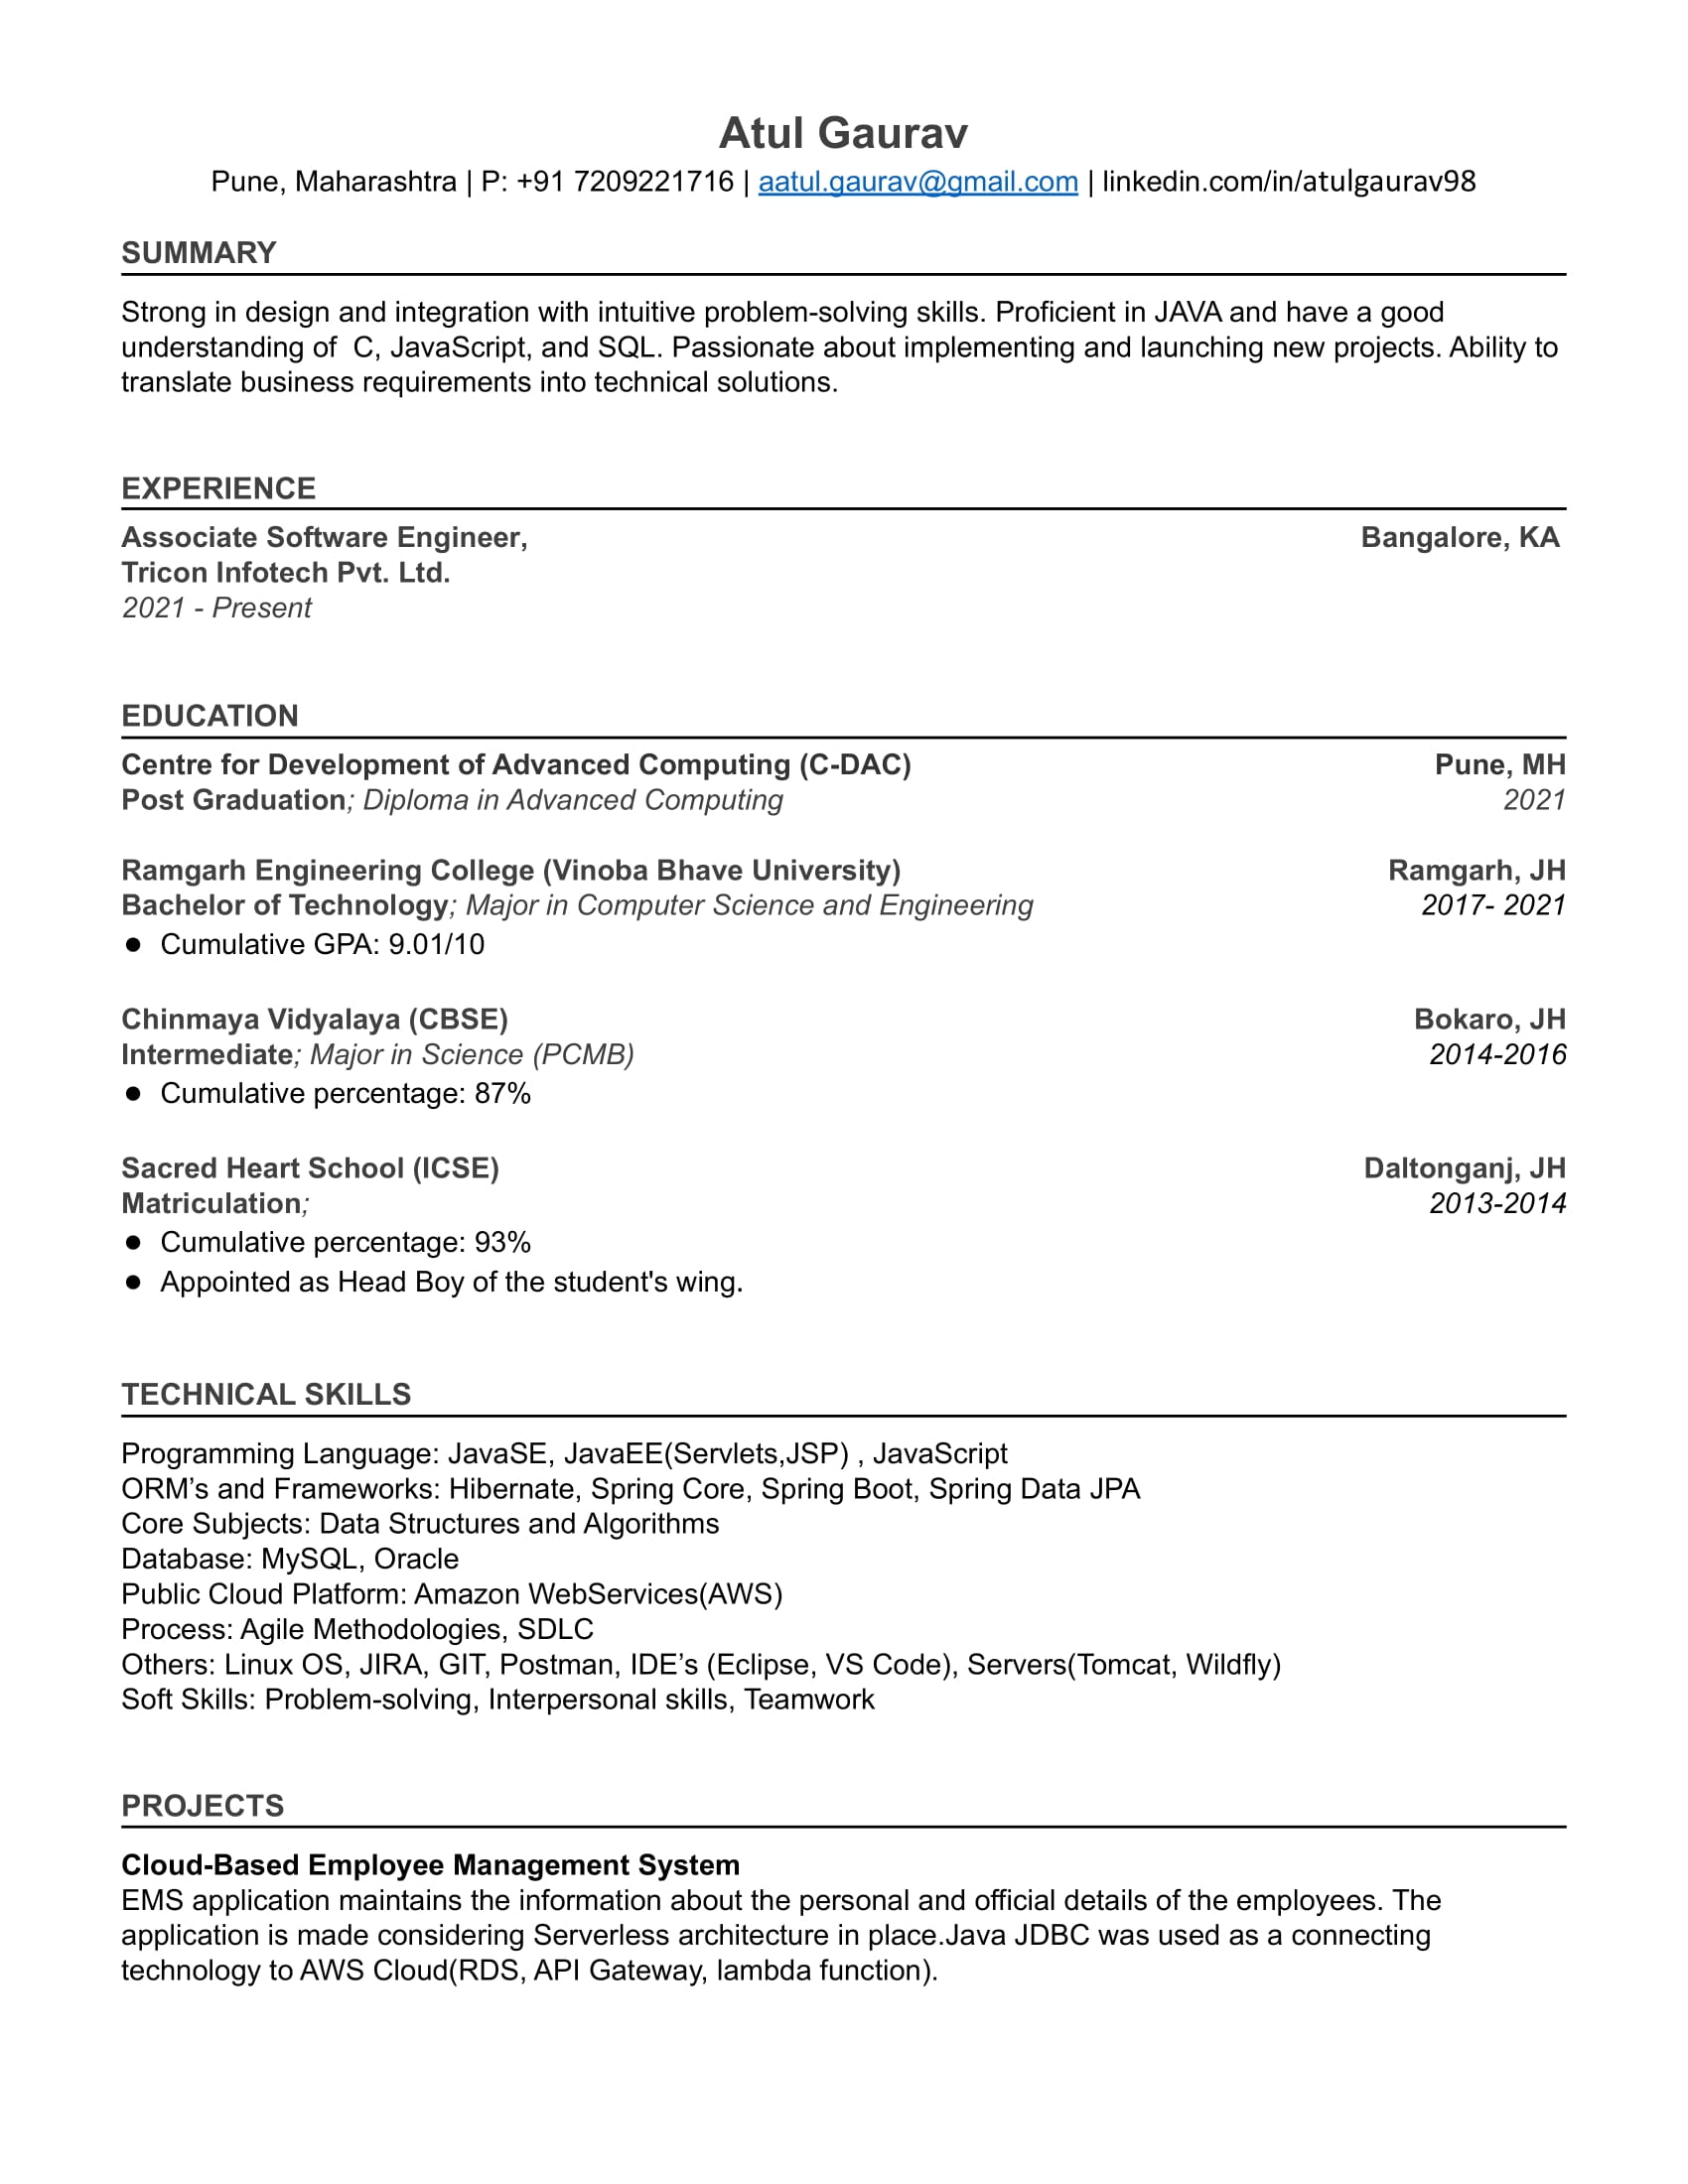 Atul Gaurav
Pune, Maharashtra | P: +91 7209221716 | aatul.gaurav@gmail.com | linkedin.com/in/atulgaurav98
SUMMARY
Strong in design and integration with intuitive problem-solving skills. Proficient in JAVA and have a good
understanding of  C, JavaScript, and SQL. Passionate about implementing and launching new projects. Ability to
translate business requirements into technical solutions.
EXPERIENCE
Associate Software Engineer, Bangalore, KA
Tricon Infotech Pvt. Ltd.
2021 - Present
EDUCATION
Centre for Development of Advanced Computing (C-DAC) Pune, MH
Post Graduation; Diploma in Advanced Computing 2021
Ramgarh Engineering College (Vinoba Bhave University) Ramgarh, JH
Bachelor of Technology; Major in Computer Science and Engineering 2017- 2021
● Cumulative GPA: 9.01/10
Chinmaya Vidyalaya (CBSE) Bokaro, JH
Intermediate; Major in Science (PCMB) 2014-2016
● Cumulative percentage: 87%
Sacred Heart School (ICSE) Daltonganj, JH
Matriculation; 2013-2014
● Cumulative percentage: 93%
● Appointed as Head Boy of the student's wing.
TECHNICAL SKILLS
Programming Language: JavaSE, JavaEE(Servlets,JSP) , JavaScript
ORM’s and Frameworks: Hibernate, Spring Core, Spring Boot, Spring Data JPA
Core Subjects: Data Structures and Algorithms
Database: MySQL, Oracle
Public Cloud Platform: Amazon WebServices(AWS)
Process: Agile Methodologies, SDLC
Others: Linux OS, JIRA, GIT, Postman, IDE’s (Eclipse, VS Code), Servers(Tomcat, Wildfly)
Soft Skills: Problem-solving, Interpersonal skills, Teamwork
PROJECTS
Cloud-Based Employee Management System
EMS application maintains the information about the personal and official details of the employees. The
application is made considering Serverless architecture in place.Java JDBC was used as a connecting
technology to AWS Cloud(RDS, API Gateway, lambda function).